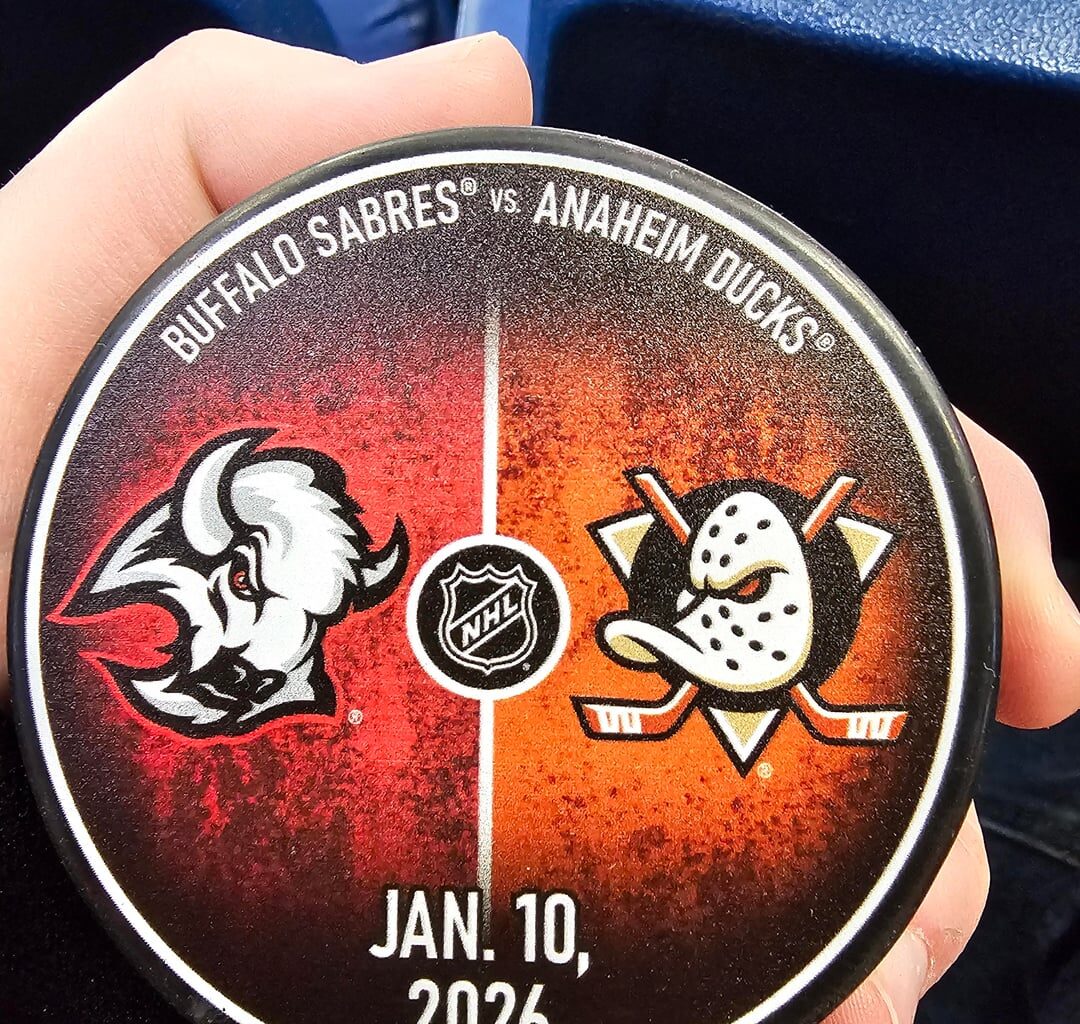 BUFFALO SABRES® VS. ANAHEIM DUCKS®
NHL
®
®
®
JAN. 10,
2026